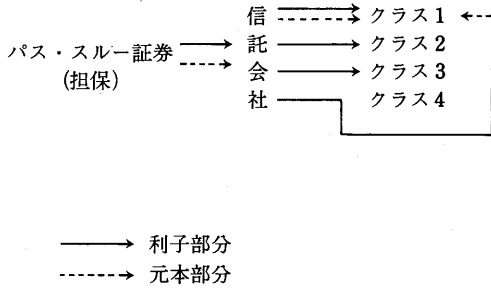 信 クラス1
パス・スルー証券 託 クラス2
(担保) 会 クラス3
社 クラス4
利子部分
元本部分